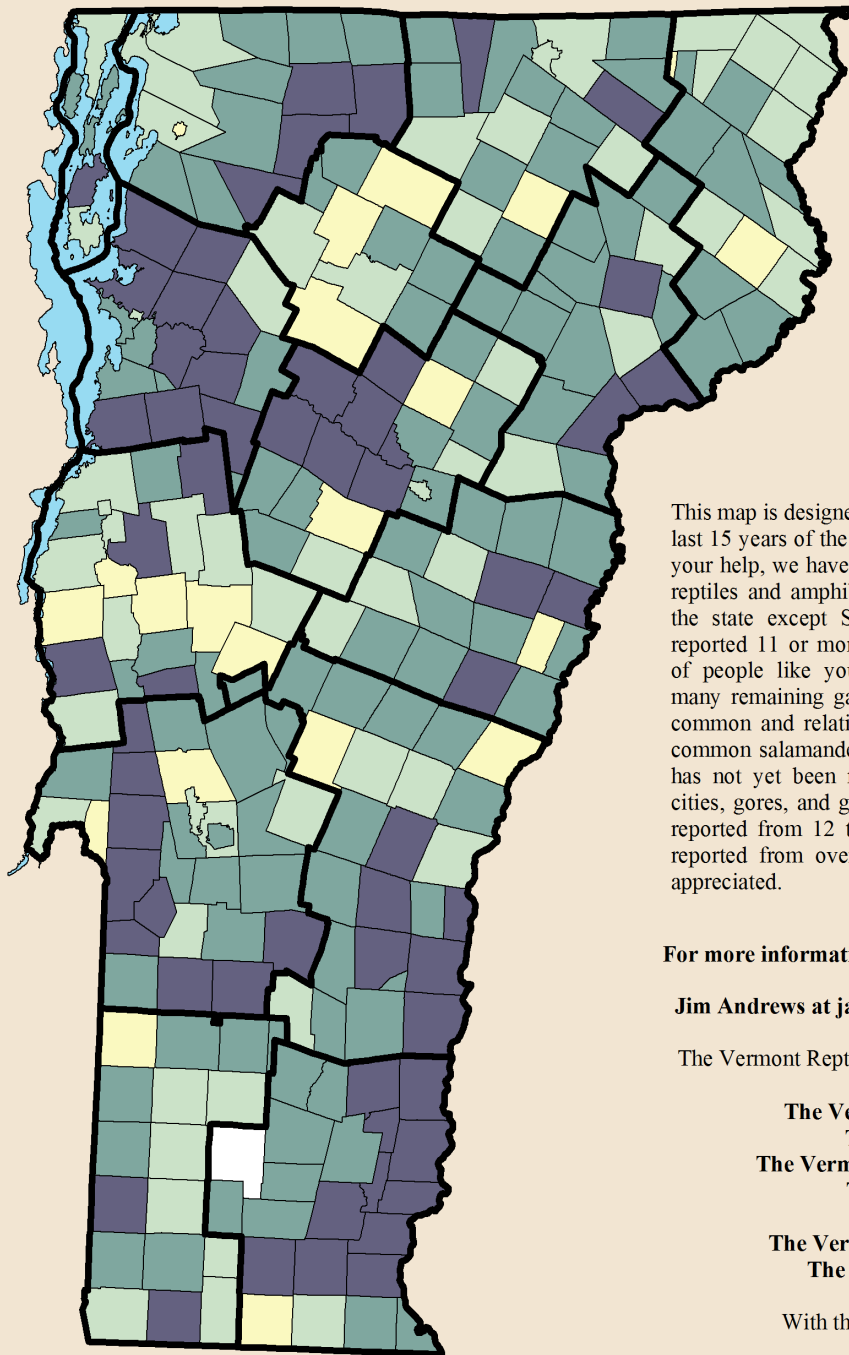 This map is designe
last 15 years of the
your help, we have
reptiles and amphi
the state except S
reported 11 or mor
of people like you
many remaining ga
common and relati
common salamande
has not yet been r
cities, gores, and g
reported from 12 t
reported from over
appreciated.
For more informati
Jim Andrews at ja
The Vermont Rept
The Ve
T
The Verm
T
The Ver
The
With th